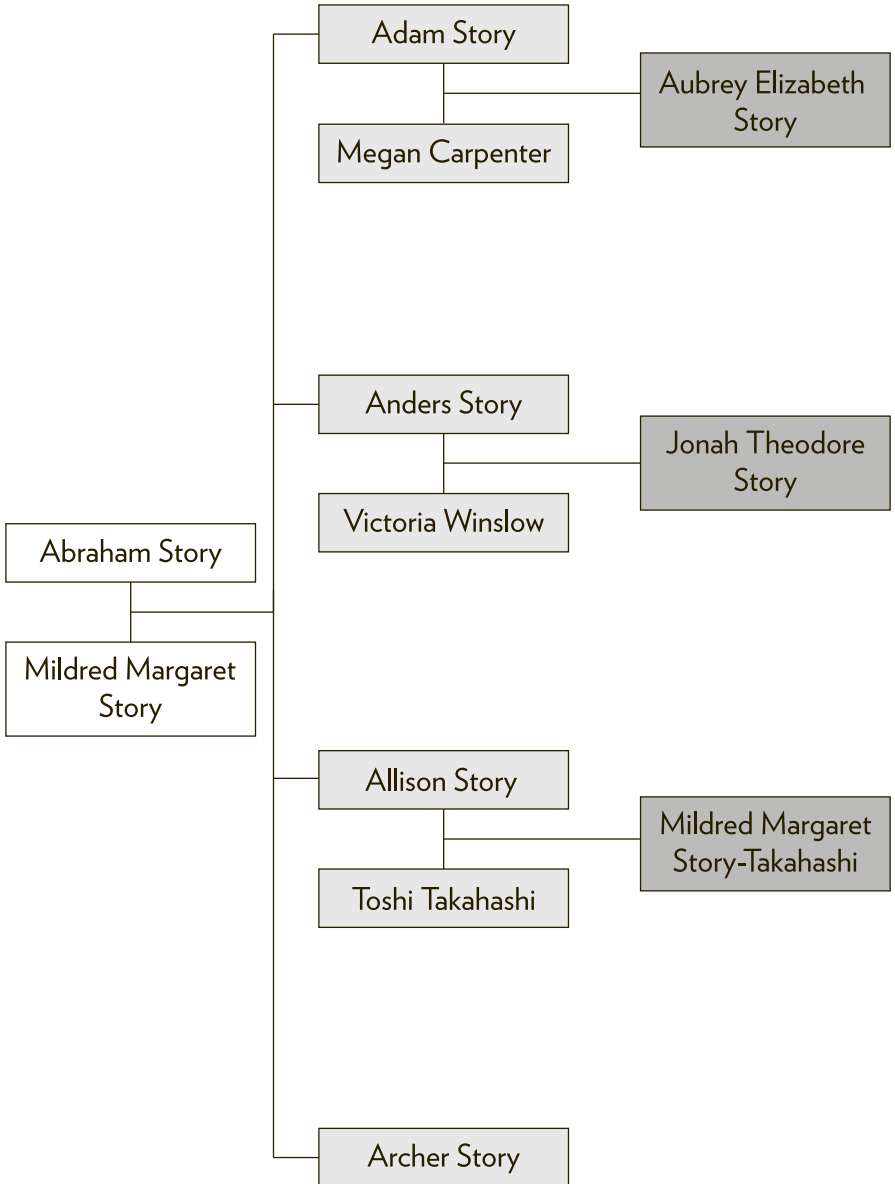 Adam Story
Aubrey Elizabeth
Story
Megan Carpenter
Anders Story
Jonah Theodore
Story
Victoria Winslow
Abraham Story
Mildred Margaret
Story
Allison Story
Mildred Margaret
Story-Takahashi
Toshi Takahashi
Archer Story